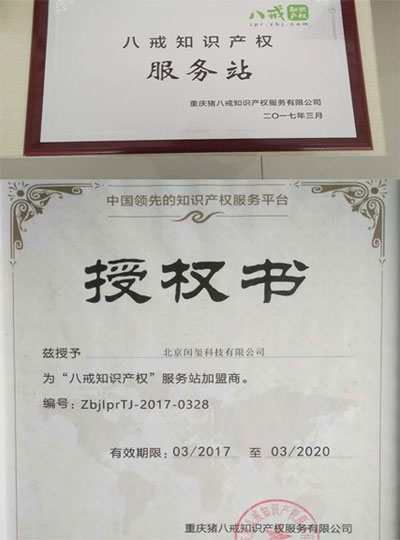 八戒 知识产权
ipr.zbj.com
八戒知识产权
服务站
重庆猪八戒知识产权服务有限公司
二〇一七年三月
中国领先的知识产权服务平台
授权书
兹授予 北京闰玺科技有限公司
为“八戒知识产权”服务站加盟商。
编号：ZbjIprTJ-2017-0328
有效期限：03/2017 至 03/2020
重庆猪八戒知识产权服务有限公司